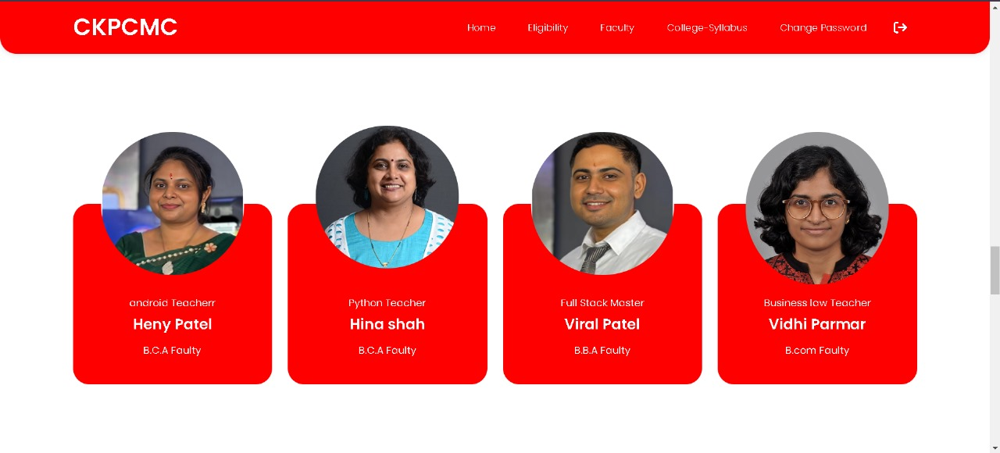 CKPCMC
Home Eligibility Faculty College-Syllabus Change Password
android Teacherr
Heny Patel
B.C.A Faulty
Python Teacher
Hina shah
B.C.A Faulty
Full Stack Master
Viral Patel
B.B.A Faulty
Business law Teacher
Vidhi Parmar
B.com Faulty